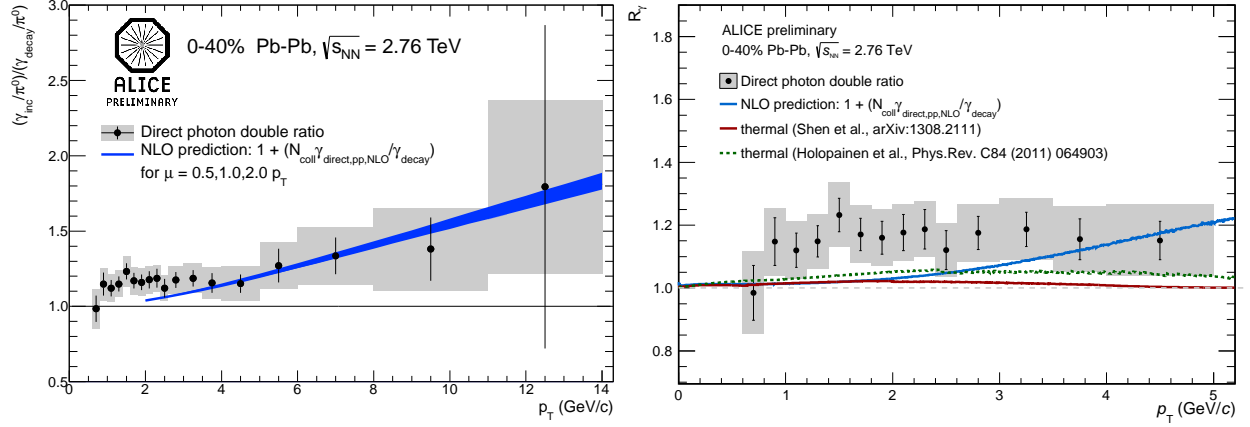 (γ_inc/π⁰)/(γ_decay/π⁰)
3.0
2.5
2.0
1.5
1.0
0.5
ALICE
PRELIMINARY
0-40% Pb-Pb, √s_NN = 2.76 TeV
Direct photon double ratio
NLO prediction: 1 + (N_coll γ_direct,pp,NLO/γ_decay)
for μ = 0.5,1.0,2.0 p_T
0 2 4 6 8 10 12 14
p_T (GeV/c)
R_γ
1.8
1.6
1.4
1.2
1.0
0.8
ALICE preliminary
0-40% Pb-Pb, √s_NN = 2.76 TeV
Direct photon double ratio
NLO prediction: 1 + (N_coll γ_direct,pp,NLO/γ_decay)
thermal (Shen et al., arXiv:1308.2111)
thermal (Holopainen et al., Phys.Rev. C84 (2011) 064903)
0 1 2 3 4 5
p_T (GeV/c)